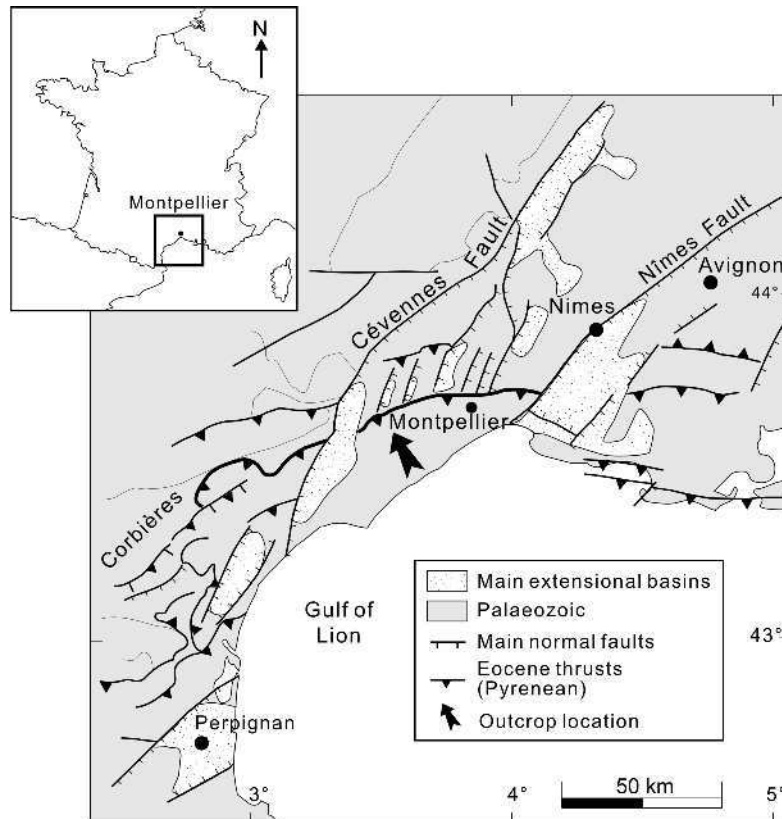 N
Montpellier
Cévennes Fault
Nîmes Fault
Avignon
44°
Nimes
Montpellier
Corbières
Gulf of
Lion
Main extensional basins
Palaeozoic
Main normal faults
43°
Eocene thrusts
(Pyrenean)
Outcrop location
Perpignan
50 km
3°
4°
5°